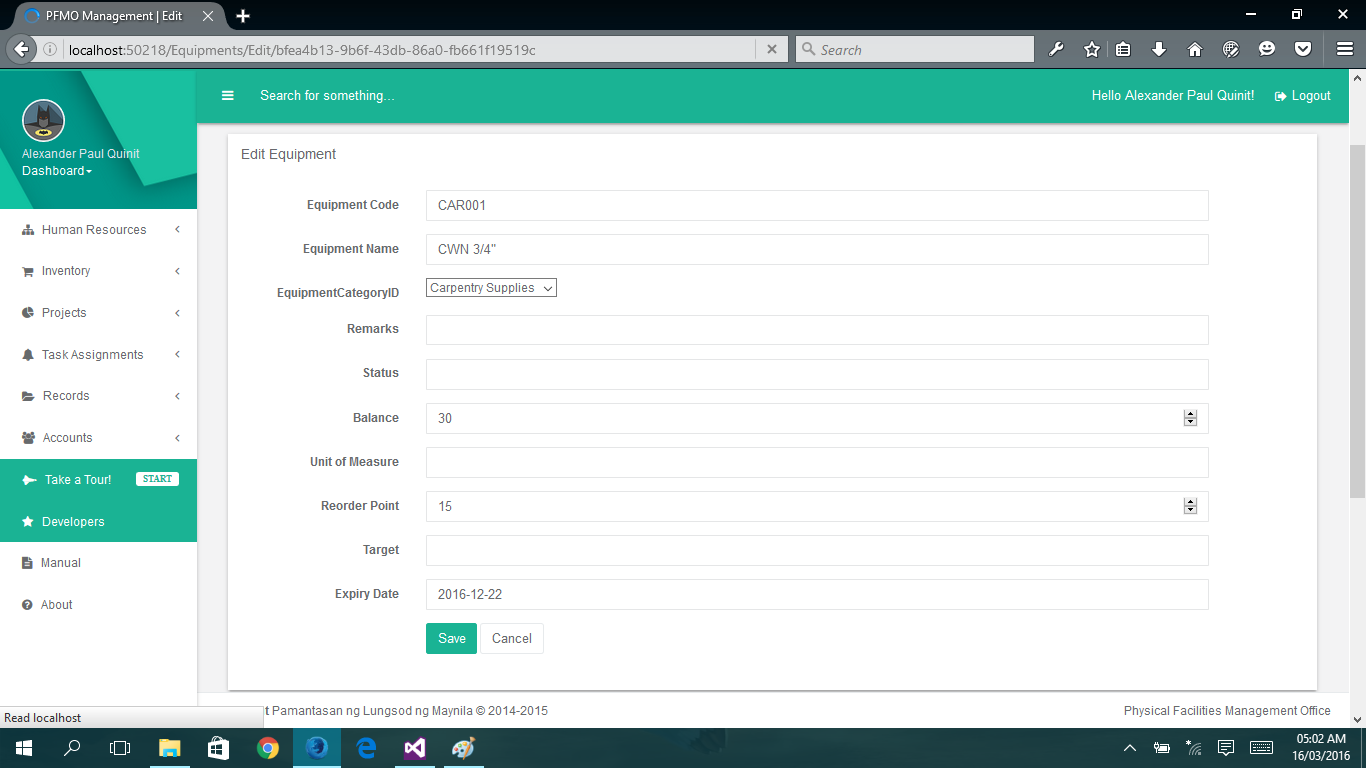 PFMO Management | Edit
localhost:50218/Equipments/Edit/bfea4b13-9b6f-43db-86a0-fb661f19519c
Search
Search for something...
Hello Alexander Paul Quinit!
Logout
Alexander Paul Quinit
Dashboard
Human Resources
Inventory
Projects
Task Assignments
Records
Accounts
Take a Tour! START
Developers
Manual
About
Edit Equipment
Equipment Code CAR001
Equipment Name CWN 3/4"
EquipmentCategoryID Carpentry Supplies
Remarks
Status
Balance 30
Unit of Measure
Reorder Point 15
Target
Expiry Date 2016-12-22
Save Cancel
t Pamantasan ng Lungsod ng Maynila © 2014-2015
Physical Facilities Management Office
Read localhost
05:02 AM
16/03/2016